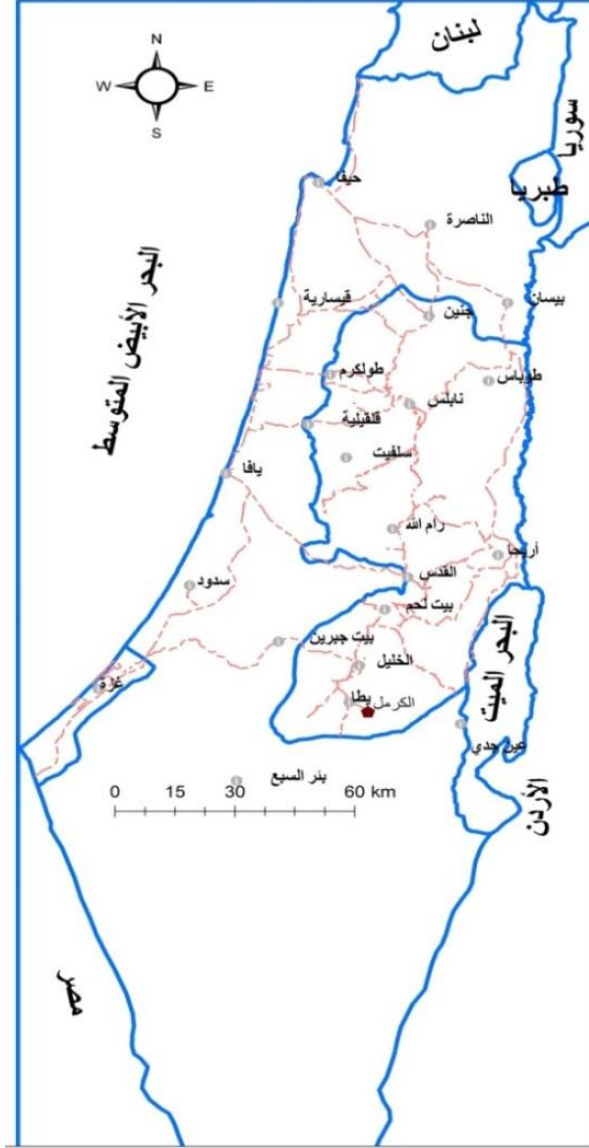 لبنان
سوريا
N
W E
S
طبريا
حيفا
الناصرة
البحر الأبيض المتوسط
قيسارية
بيسان
جنين
طولكرم
طوباس
نابلس
قلقيلية
سلفيت
يافا
رام الله
أريحا
القدس
سدود
بيت لحم
بيت جبرين
البحر الميت
الخليل
غزة
يطا
الكرمل
عين جدي
بئر السبع
0 15 30 60 km
الأردن
مصر